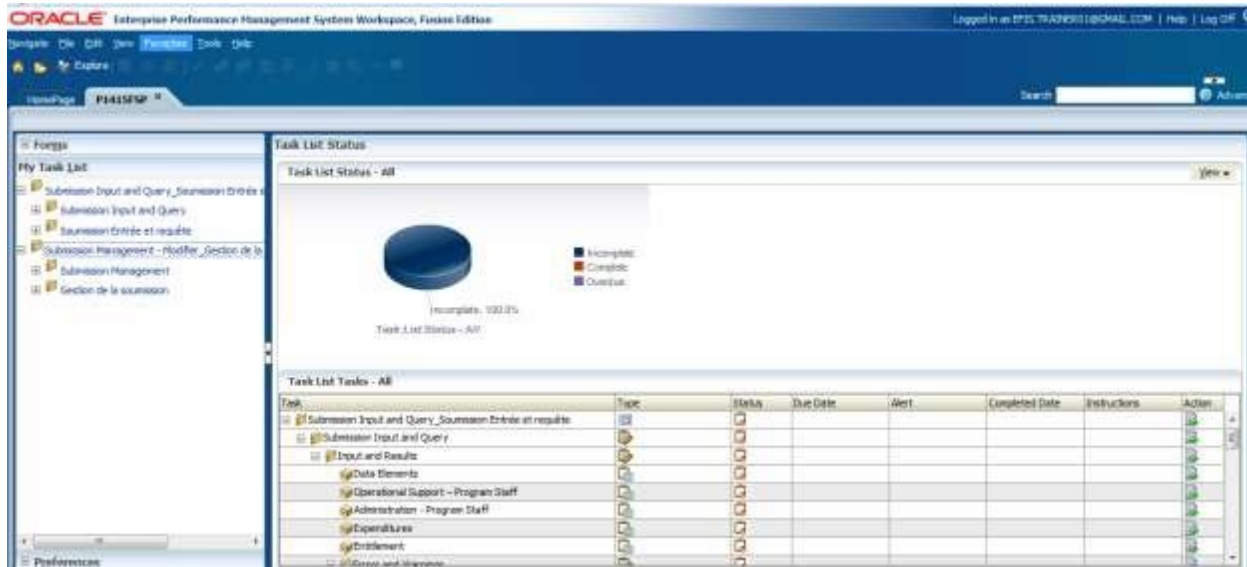 ORACLE Enterprise Performance Management System Workspace, Fusion Edition
Logged in as EFIS.TRAINER01@GMAIL.COM | Help | Log Off
Navigate File Edit View Favorites Tools Help
Explore
HomePage P1415FSP
Search Advan
Forms
My Task List
Submission Input and Query_Soumission Entrée e
Submission Input and Query
Soumission Entrée et requête
Submission Management - Modifier_Gestion de la
Submission Management
Gestion de la soumission
Preferences
Task List Status
Task List Status - All
View
Incomplete
Complete
Overdue
Incomplete, 100.0%
Task List Status - All
Task List Tasks - All
Task Type Status Due Date Alert Completed Date Instructions Action
Submission Input and Query_Soumission Entrée et requête
Submission Input and Query
Input and Results
Data Elements
Operational Support - Program Staff
Administration - Program Staff
Expenditures
Entitlement
Errors and Warnings